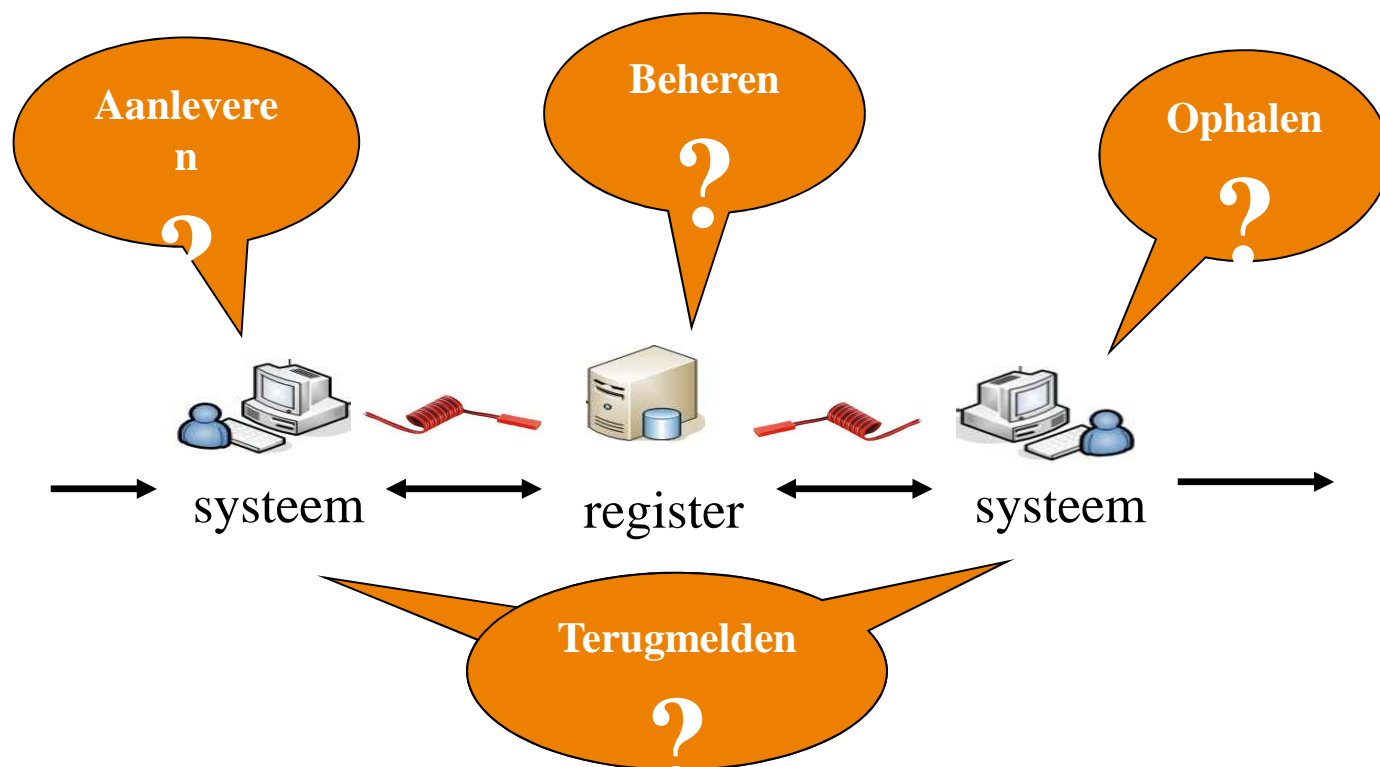 Aanlevere
n
?
Beheren
?
Ophalen
?
systeem
register
systeem
Terugmelden
?